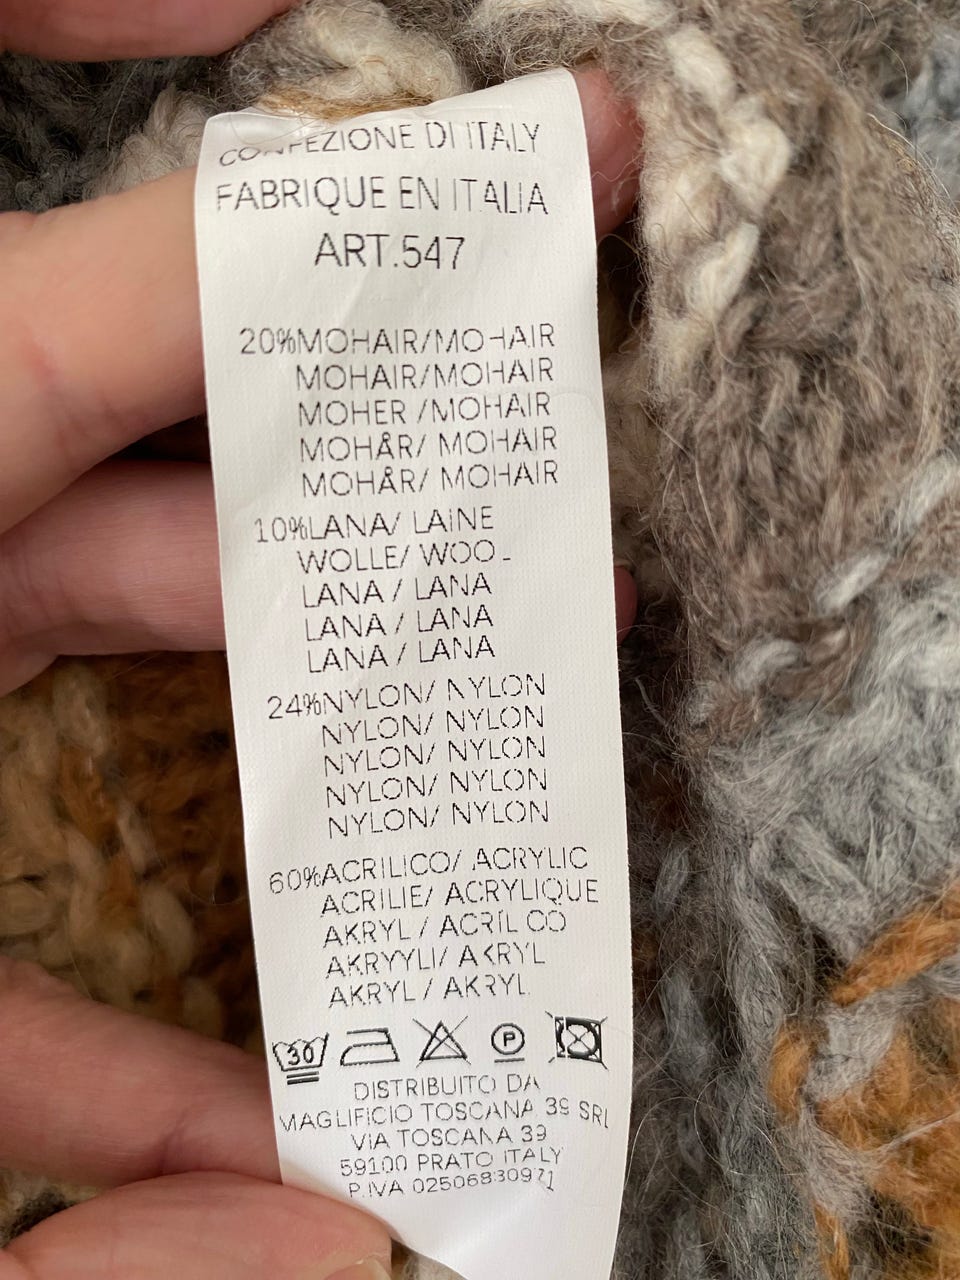 CONFEZIONE DI ITALY
FABRIQUE EN ITALIA
ART.547
20%MOHAIR/MOHAIR
MOHAIR/MOHAIR
MOHER /MOHAIR
MOHÅR/ MOHAIR
MOHÅR/ MOHAIR
10%LANA/ LAINE
WOLLE/ WOOL
LANA / LANA
LANA / LANA
LANA / LANA
24%NYLON/ NYLON
NYLON/ NYLON
NYLON/ NYLON
NYLON/ NYLON
NYLON/ NYLON
60%ACRILICO/ ACRYLIC
ACRILIE/ ACRYLIQUE
AKRYL / ACRILICO
AKRYYLI/ AKRYL
AKRYL / AKRYL
30 P
DISTRIBUITO DA
MAGLIFICIO TOSCANA 39 SRL
VIA TOSCANA 39
59100 PRATO ITALY
P.IVA 02506830971